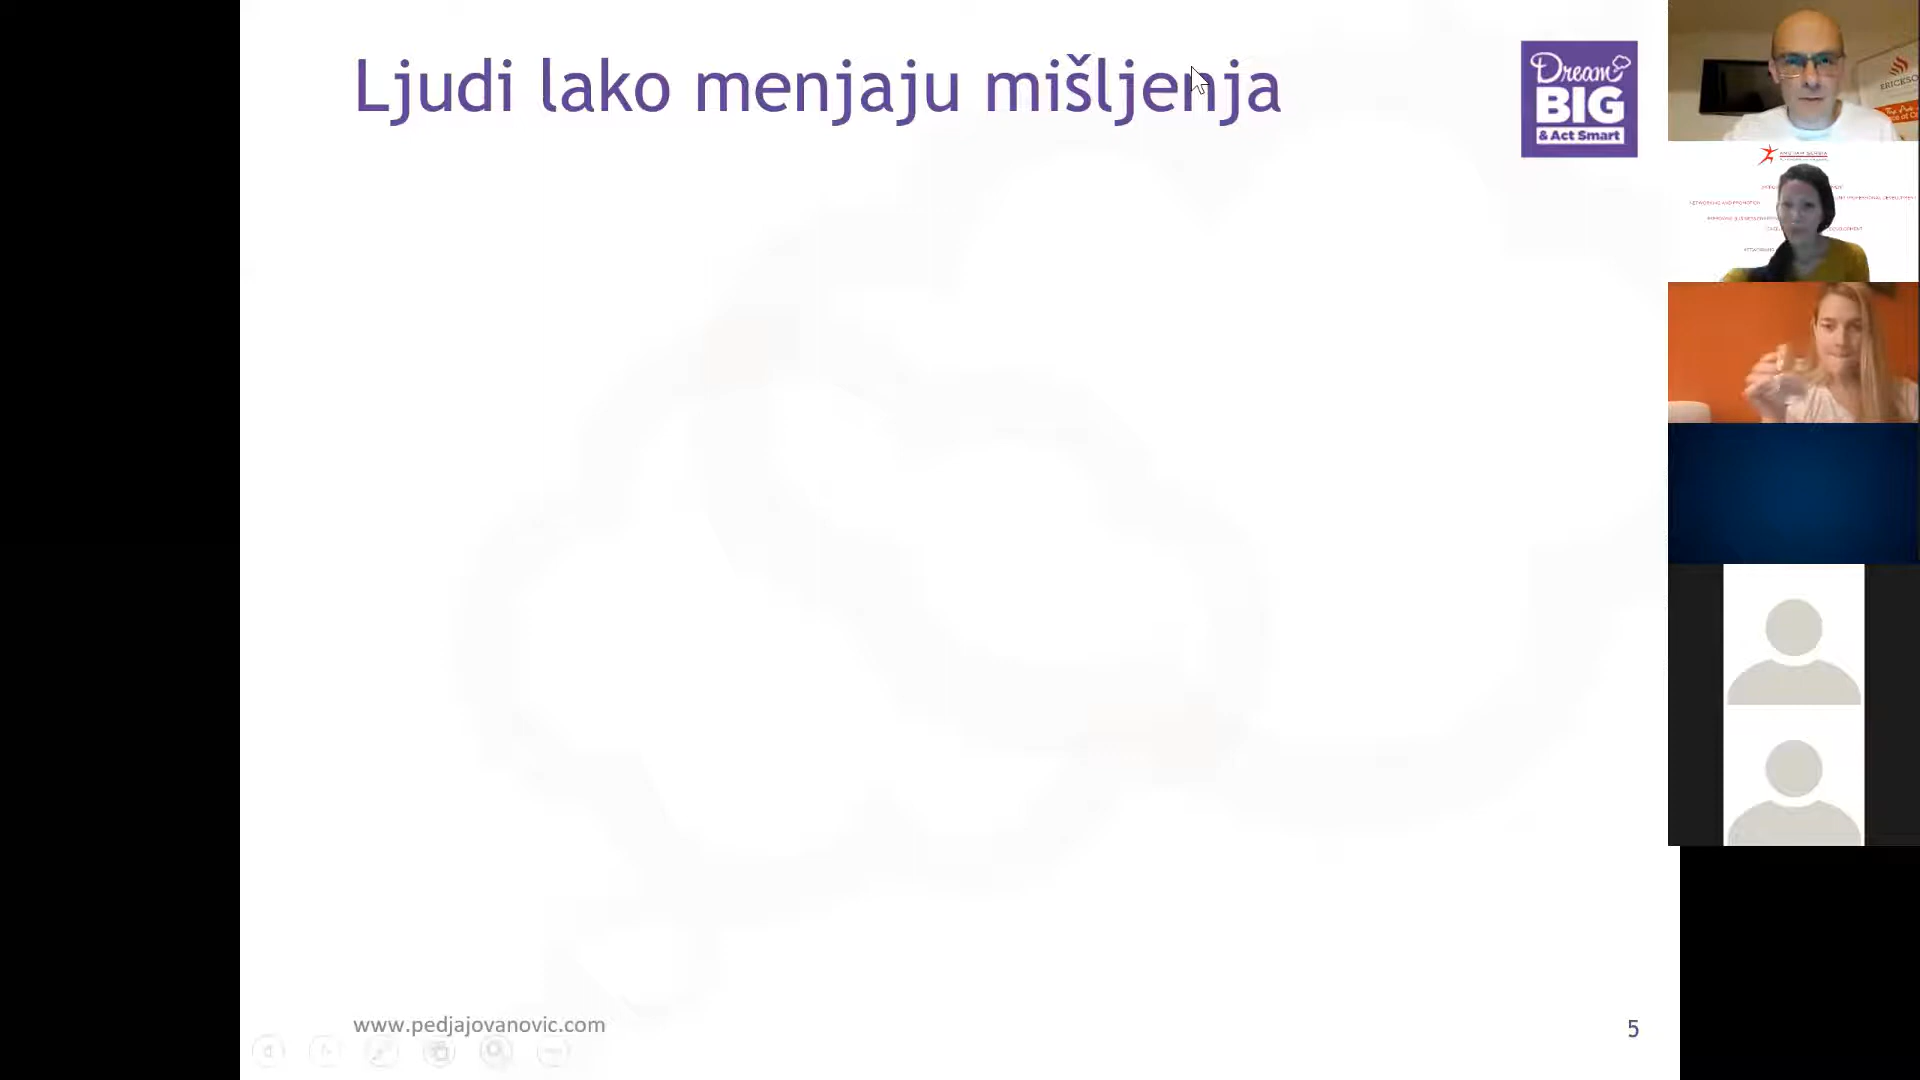 Ljudi lako menjaju mišljenja
Dream
BIG
& Act Smart
www.pedjajovanovic.com
5